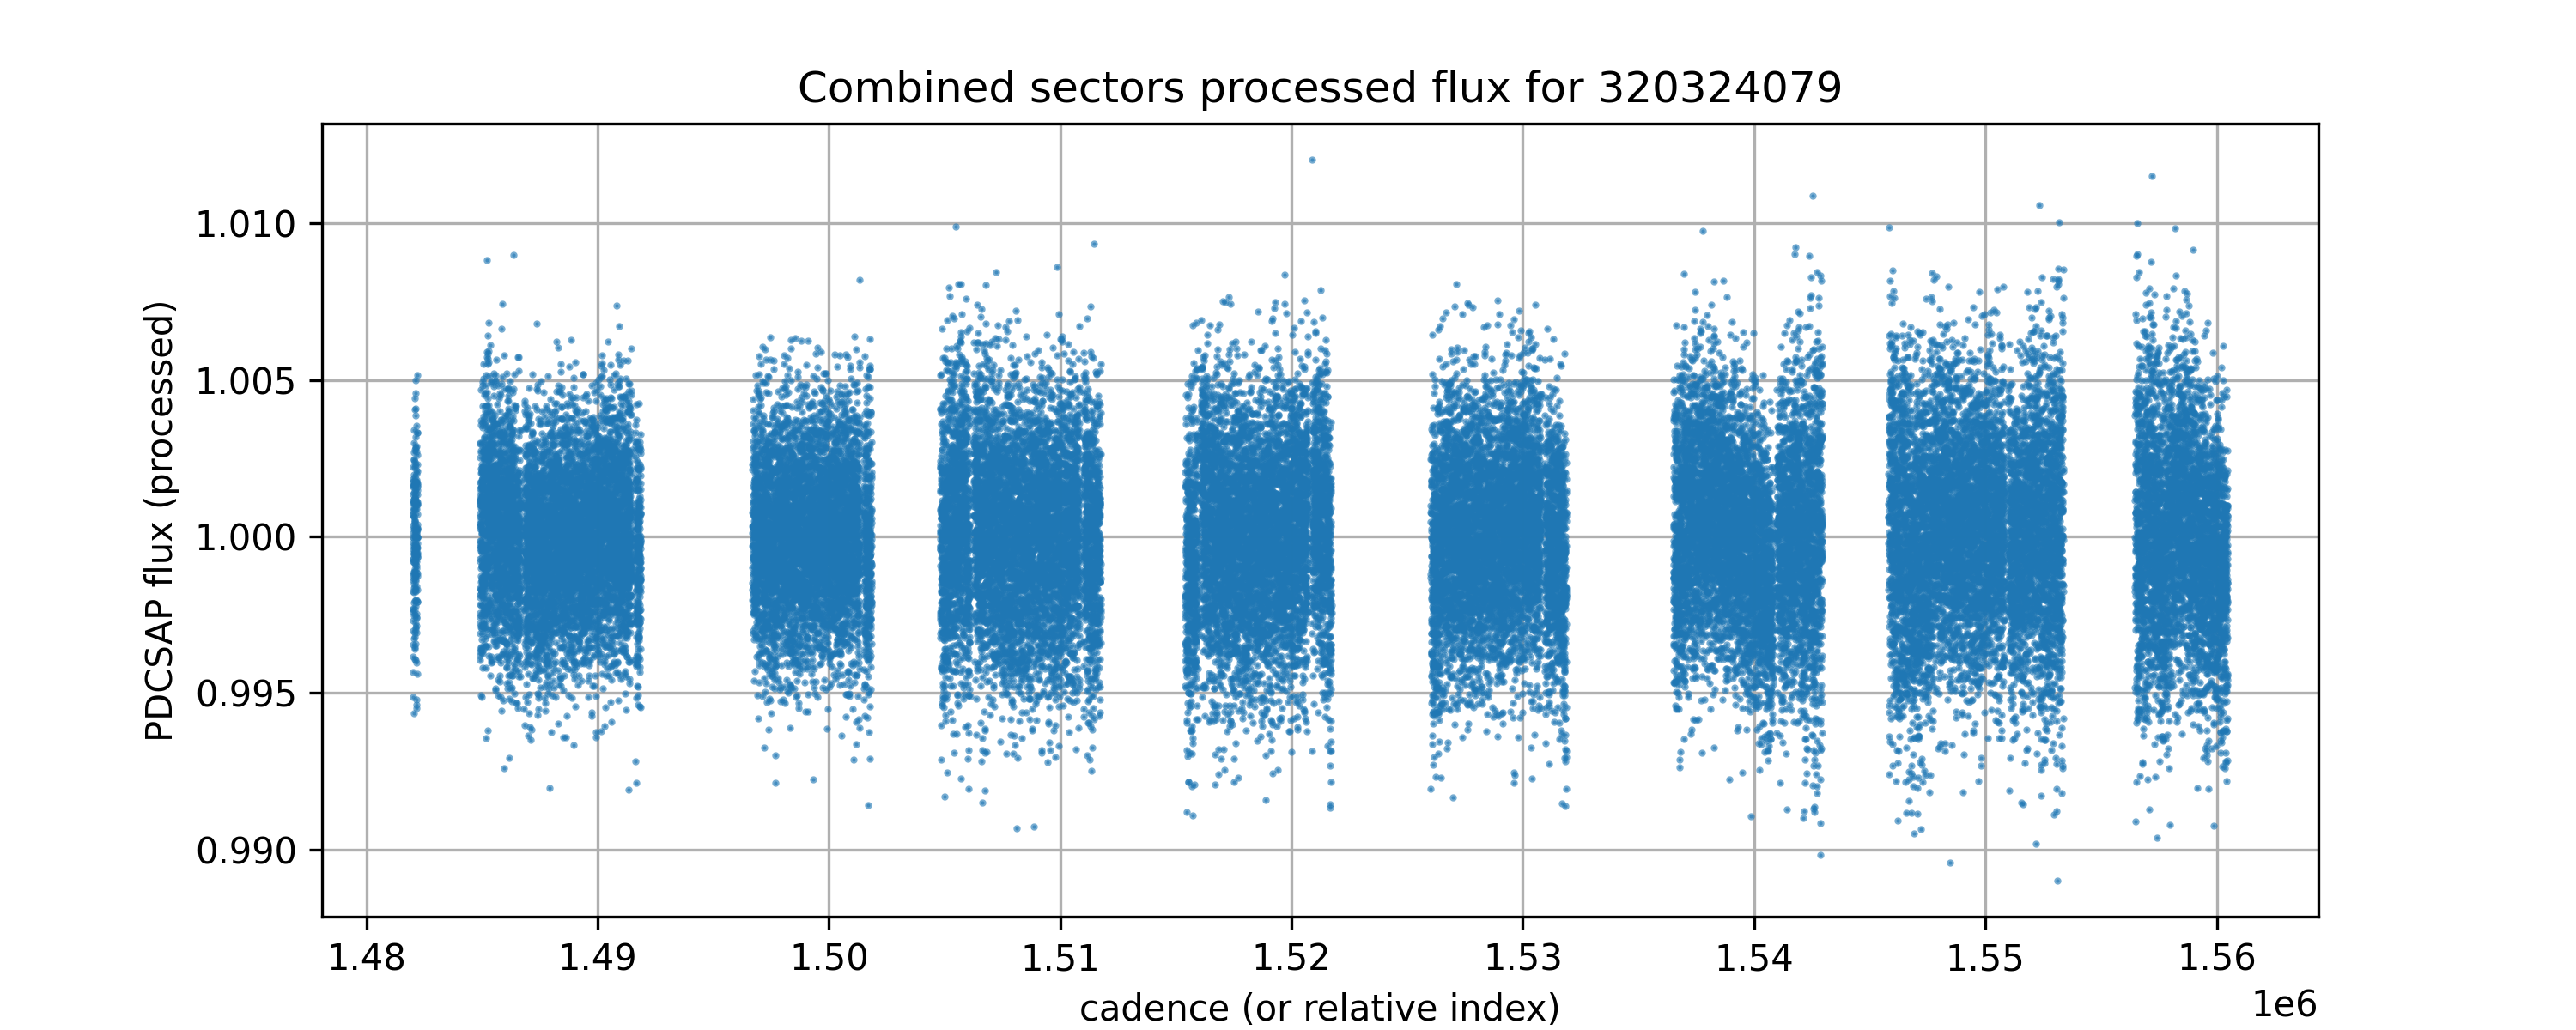 Combined sectors processed flux for 320324079
PDCSAP flux (processed)
1.010
1.005
1.000
0.995
0.990
1.48 1.49 1.50 1.51 1.52 1.53 1.54 1.55 1.56
1e6
cadence (or relative index)